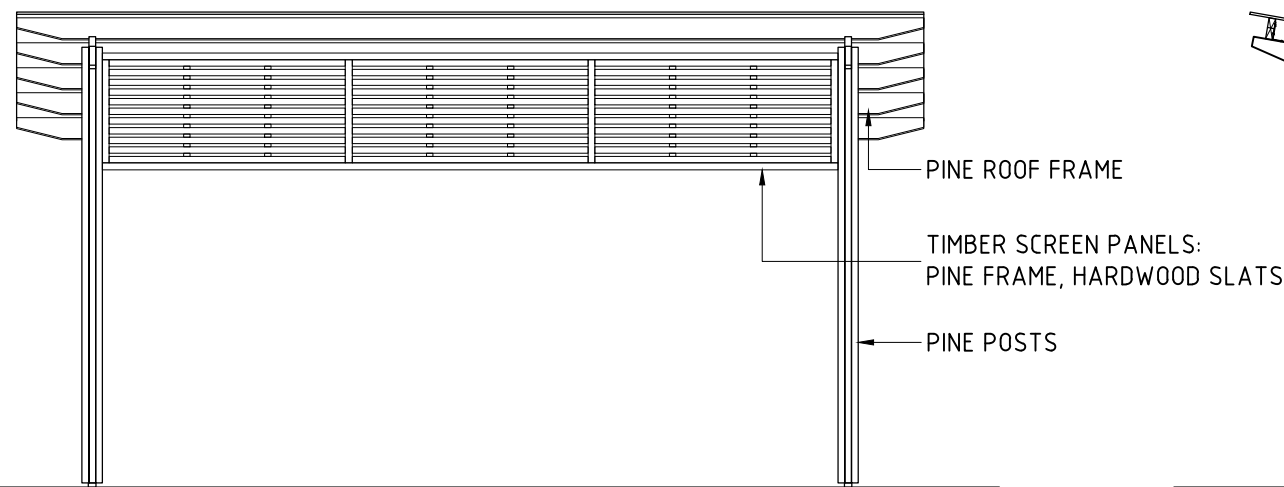 PINE ROOF FRAME
TIMBER SCREEN PANELS:
PINE FRAME, HARDWOOD SLATS
PINE POSTS